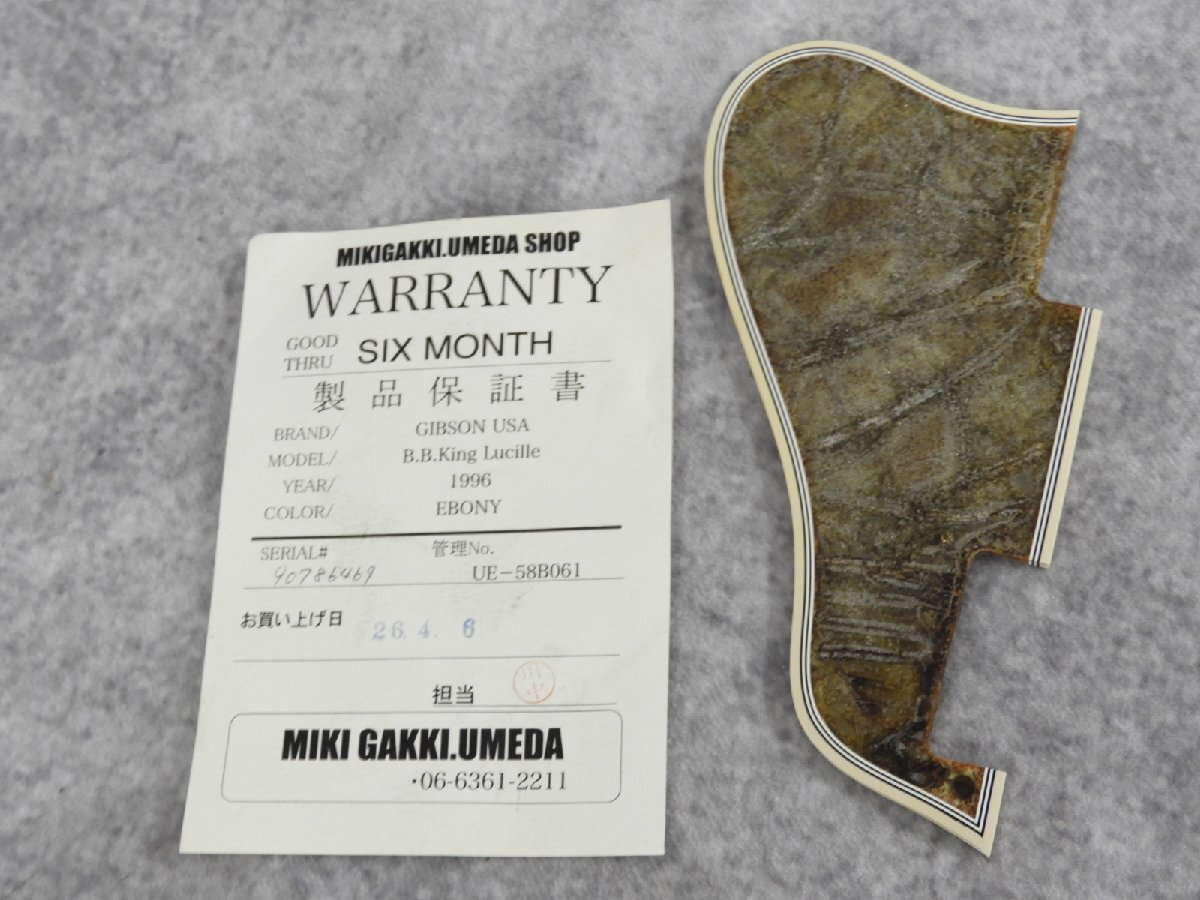 MIKIGAKKI.UMEDA SHOP
WARRANTY
GOOD THRU SIX MONTH
製品保証書
BRAND/ GIBSON USA
MODEL/ B.B.King Lucille
YEAR/ 1996
COLOR/ EBONY
SERIAL# 管理No.
90786469 UE-58B061
お買い上げ日 26. 4. 6
担当
MIKI GAKKI.UMEDA
・06-6361-2211